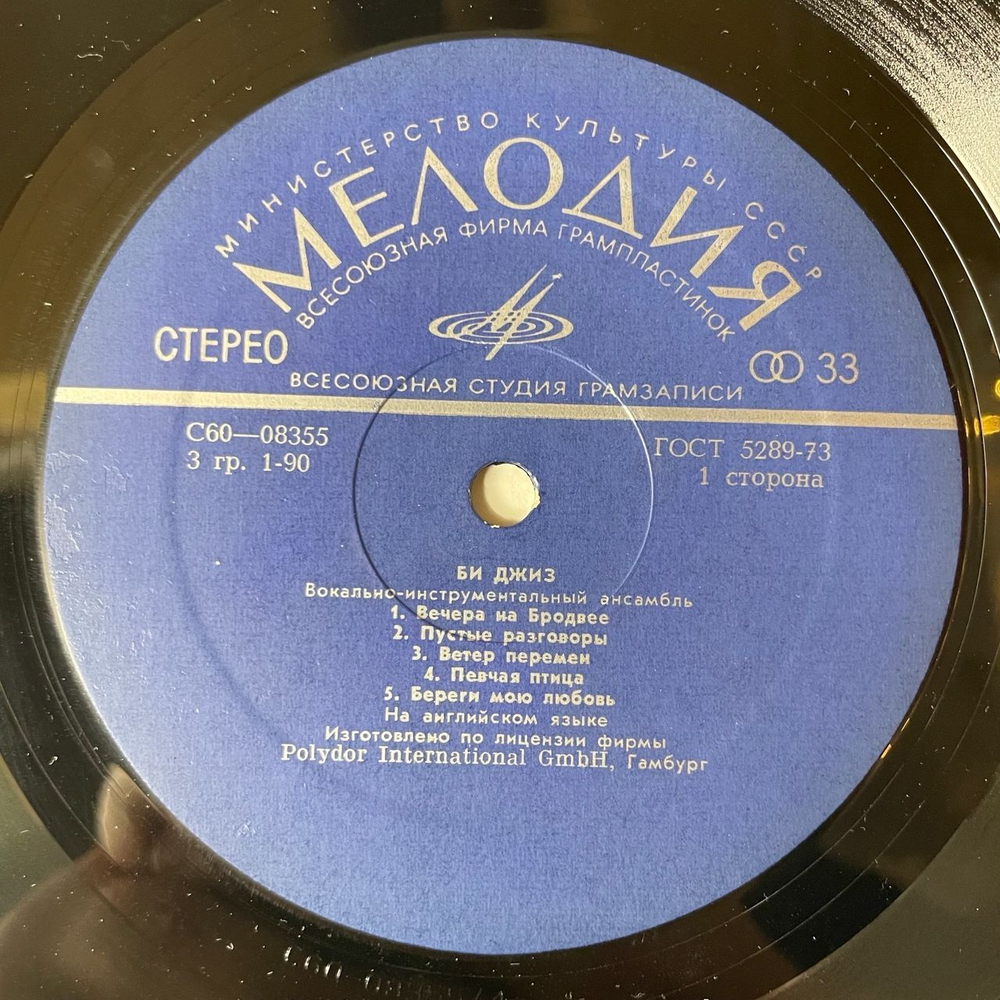 МИНИСТЕРСТВО КУЛЬТУРЫ СССР
МЕЛОДИЯ
ВСЕСОЮЗНАЯ ФИРМА ГРАМПЛАСТИНОК
СТЕРЕО
33
ВСЕСОЮЗНАЯ СТУДИЯ ГРАМЗАПИСИ
С60—08355
ГОСТ 5289-73
3 гр. 1-90
1 сторона
БИ ДЖИЗ
Вокально-инструментальный ансамбль
1. Вечера на Бродвее
2. Пустые разговоры
3. Ветер перемен
4. Певчая птица
5. Береги мою любовь
На английском языке
Изготовлено по лицензии фирмы
Polydor International GmbH, Гамбург